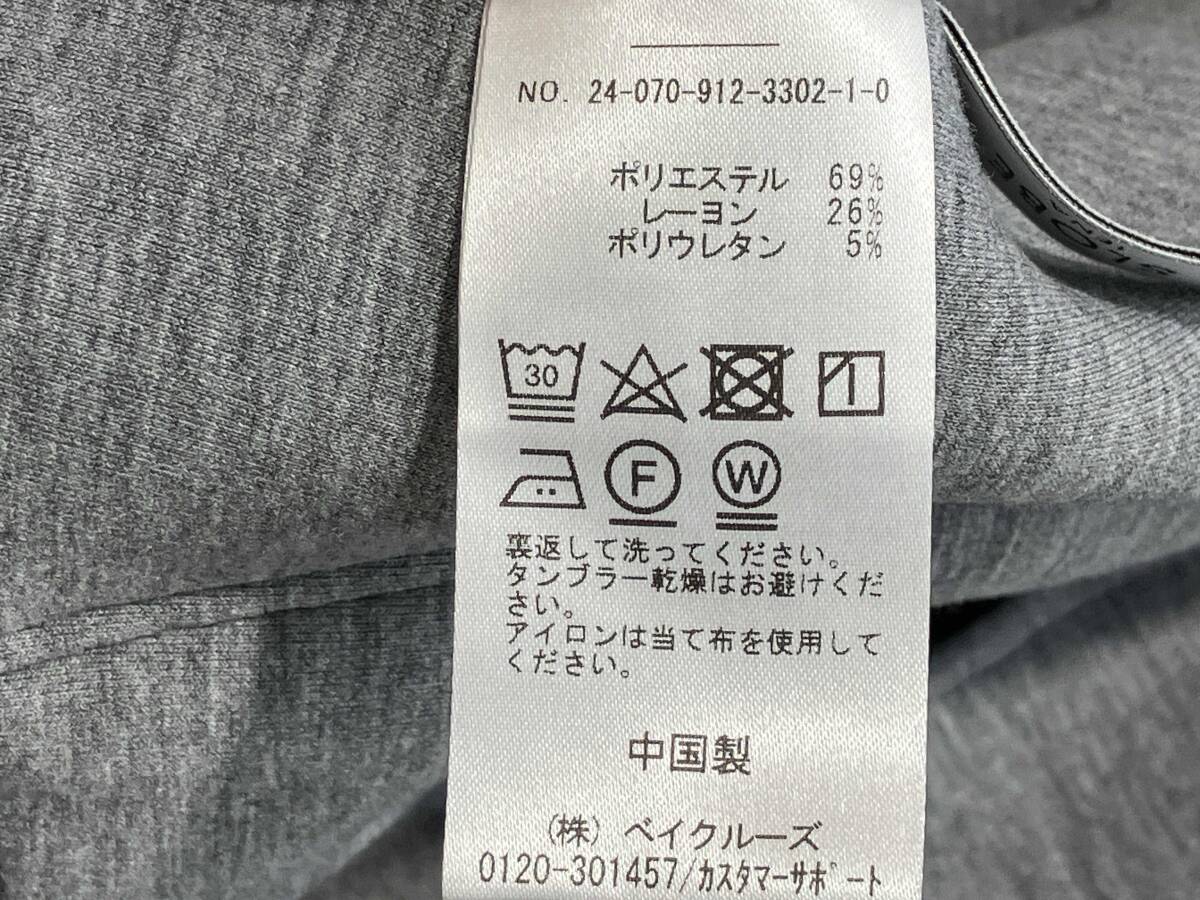 NO. 24-070-912-3302-1-0
ポリエステル 69%
レーヨン 26%
ポリウレタン 5%
30
F
W
裏返して洗ってください。
タンブラー乾燥はお避けくだ
さい。
アイロンは当て布を使用して
ください。
中国製
(株) ベイクルーズ
0120-301457/カスタマーサポート